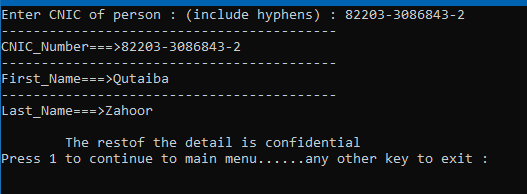 Enter CNIC of person : (include hyphens) : 82203-3086843-2
----------------------------------------
CNIC_Number===>82203-3086843-2
----------------------------------------
First_Name===>Qutaiba
----------------------------------------
Last_Name===>Zahoor
The restof the detail is confidential
Press 1 to continue to main menu......any other key to exit :